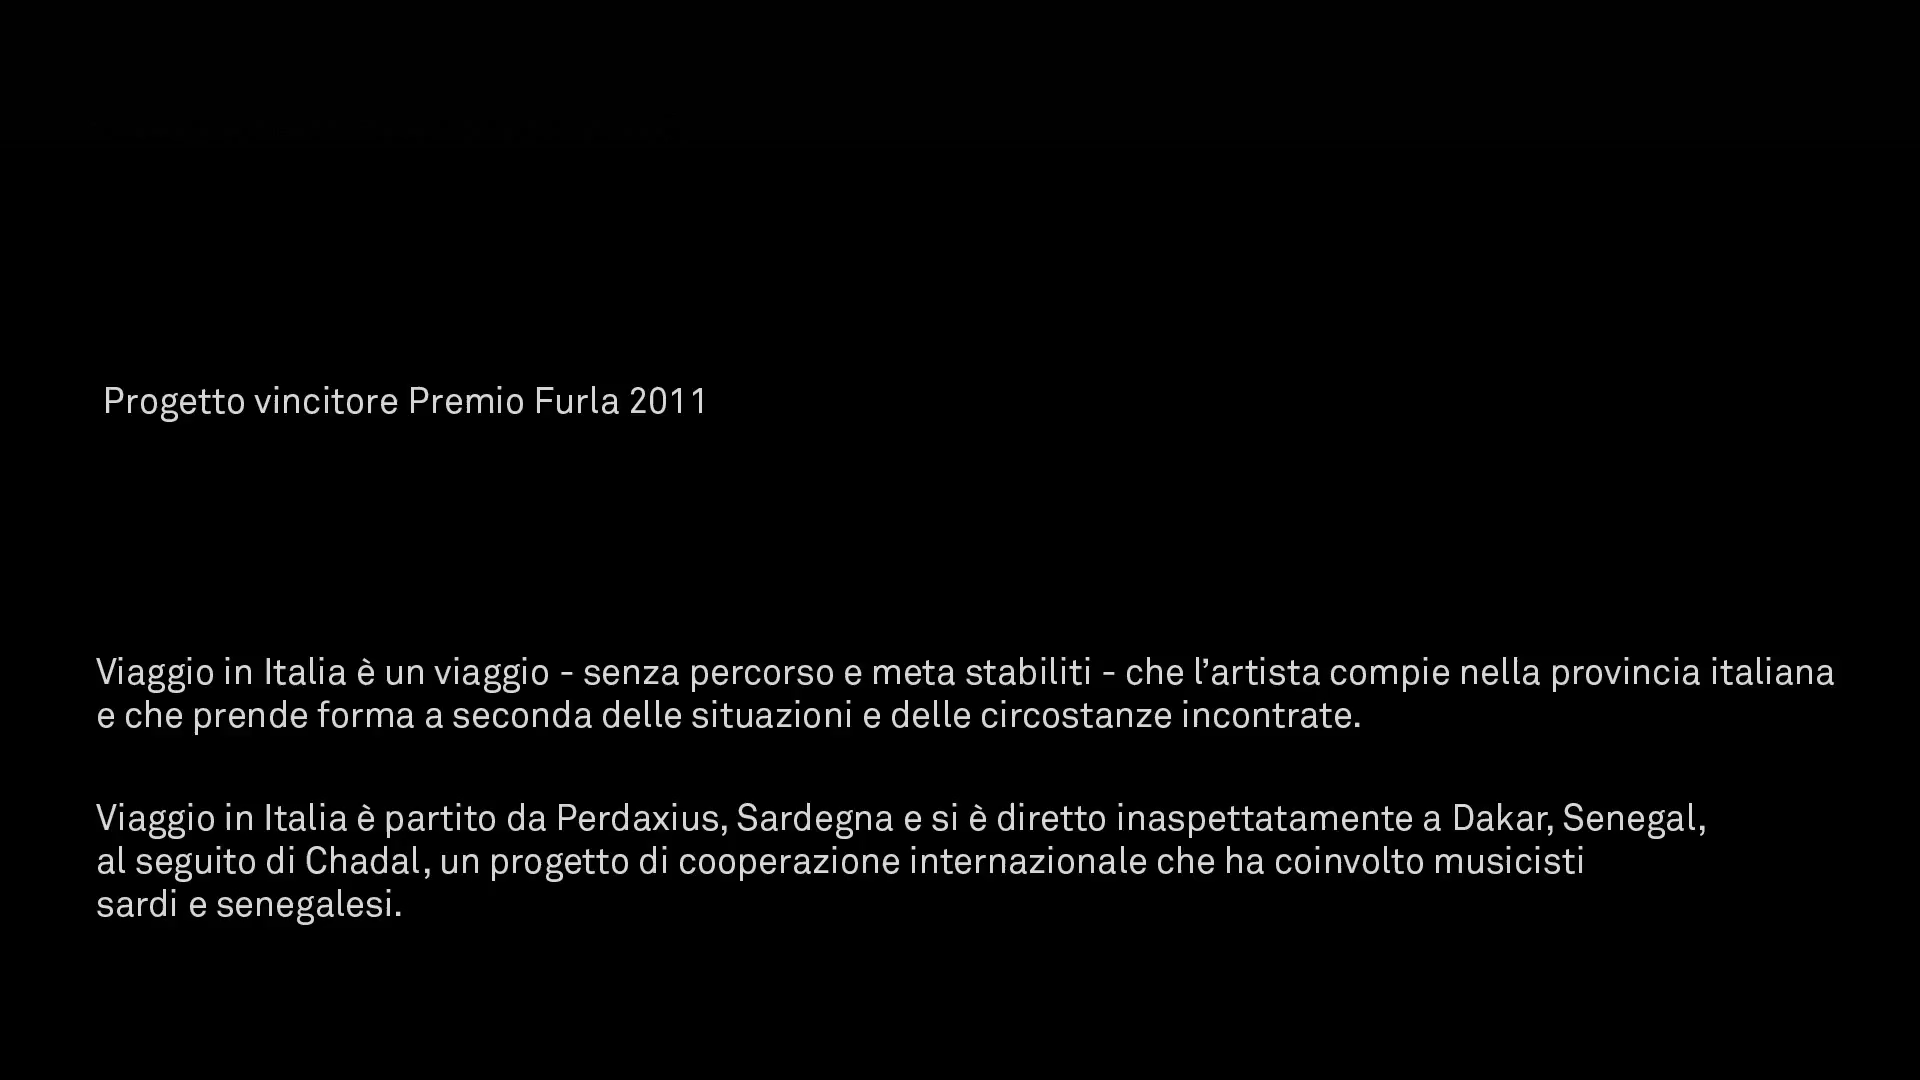 Progetto vincitore Premio Furla 2011
Viaggio in Italia è un viaggio - senza percorso e meta stabiliti - che l’artista compie nella provincia italiana
e che prende forma a seconda delle situazioni e delle circostanze incontrate.
Viaggio in Italia è partito da Perdaxius, Sardegna e si è diretto inaspettatamente a Dakar, Senegal,
al seguito di Chadal, un progetto di cooperazione internazionale che ha coinvolto musicisti
sardi e senegalesi.